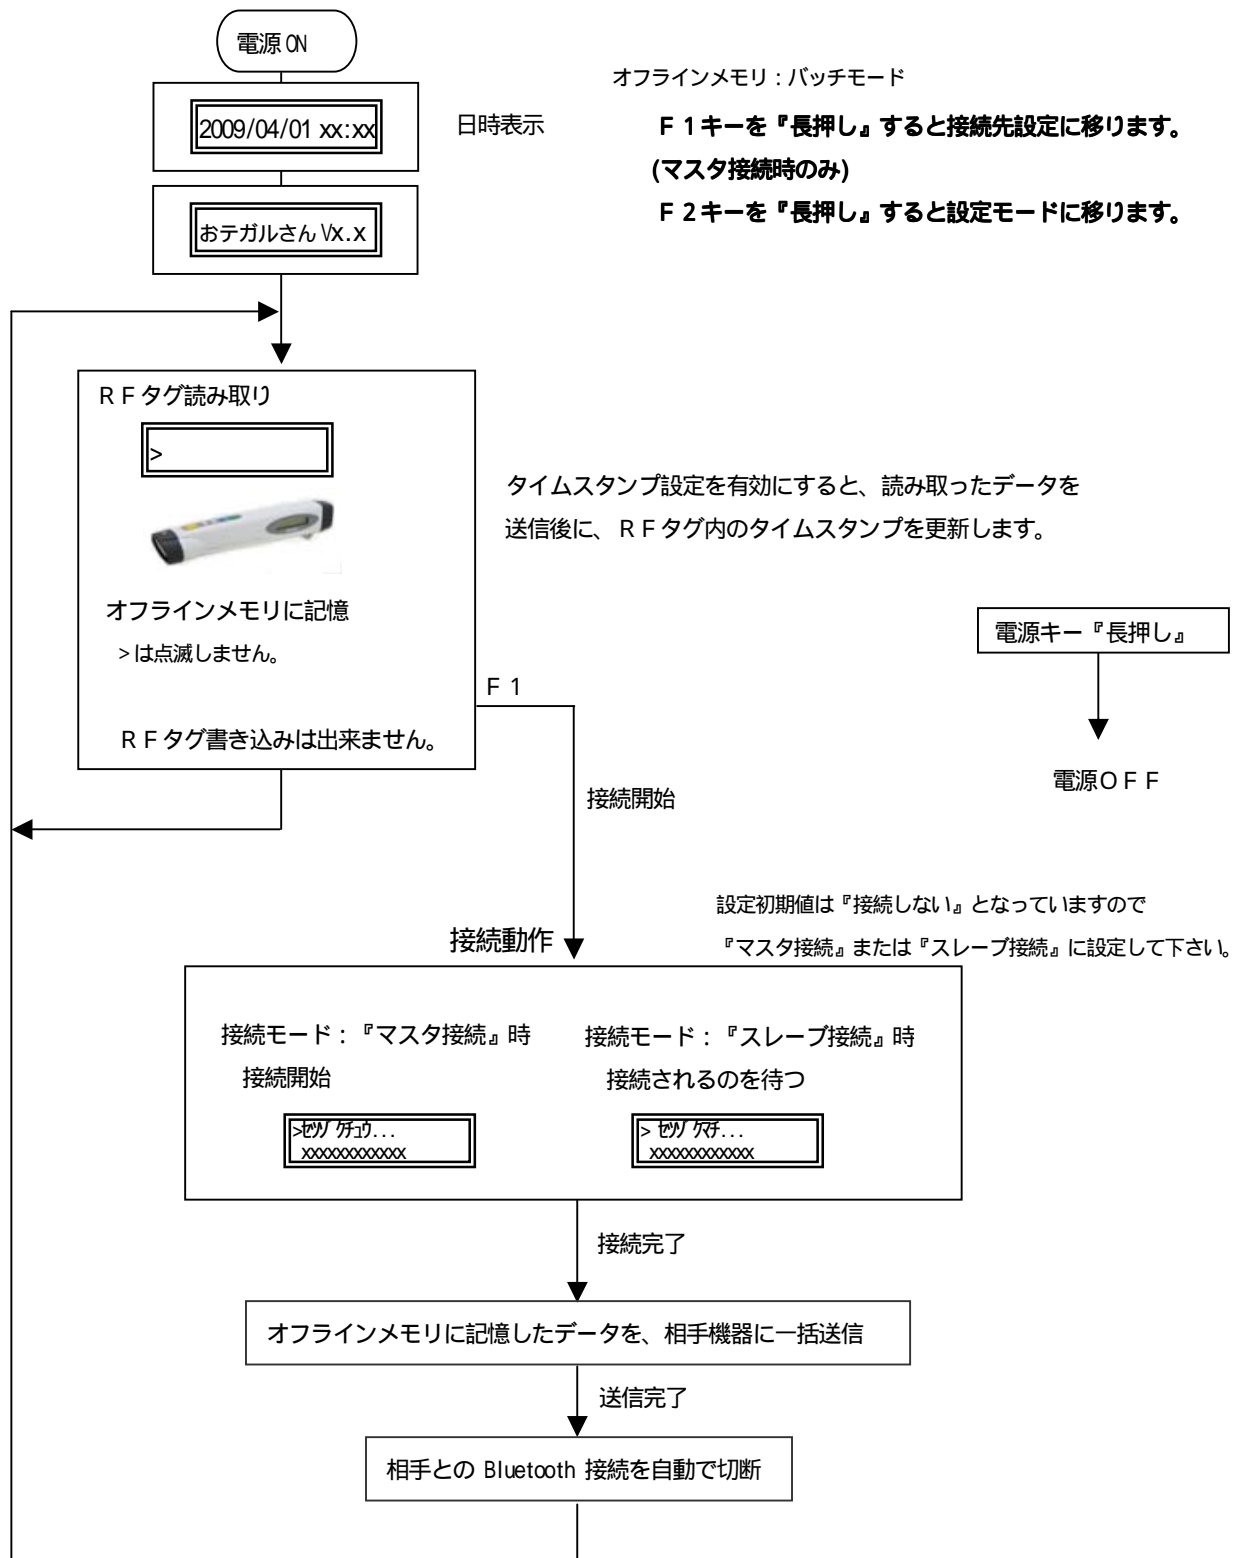 電源ON
オフラインメモリ：バッチモード
2009/04/01 xx:xx
日時表示
Ｆ１キーを『長押し』すると接続先設定に移ります。
(マスタ接続時のみ)
Ｆ２キーを『長押し』すると設定モードに移ります。
おテガルさん Vx.x
ＲＦタグ読み取り
>
タイムスタンプ設定を有効にすると、読み取ったデータを
送信後に、ＲＦタグ内のタイムスタンプを更新します。
オフラインメモリに記憶
>は点滅しません。
ＲＦタグ書き込みは出来ません。
Ｆ１
接続開始
電源キー『長押し』
電源ＯＦＦ
設定初期値は『接続しない』となっていますので
『マスタ接続』または『スレーブ接続』に設定して下さい。
接続動作
接続モード：『マスタ接続』時
接続開始
>ｾﾂｿﾞｸﾁｭｳ...
xxxxxxxxxxxx
接続モード：『スレーブ接続』時
接続されるのを待つ
> ｾﾂｿﾞｸﾏﾁ...
xxxxxxxxxxxx
接続完了
オフラインメモリに記憶したデータを、相手機器に一括送信
送信完了
相手との Bluetooth 接続を自動で切断